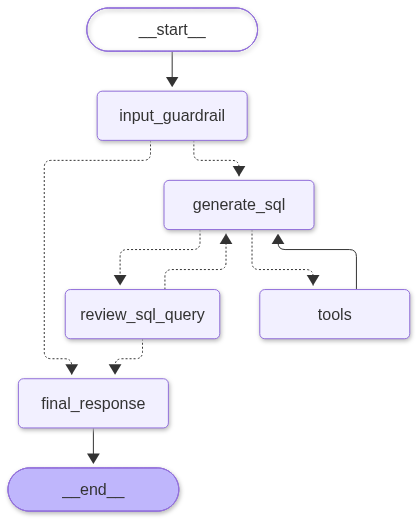 __start__
input_guardrail
generate_sql
review_sql_query
tools
final_response
__end__